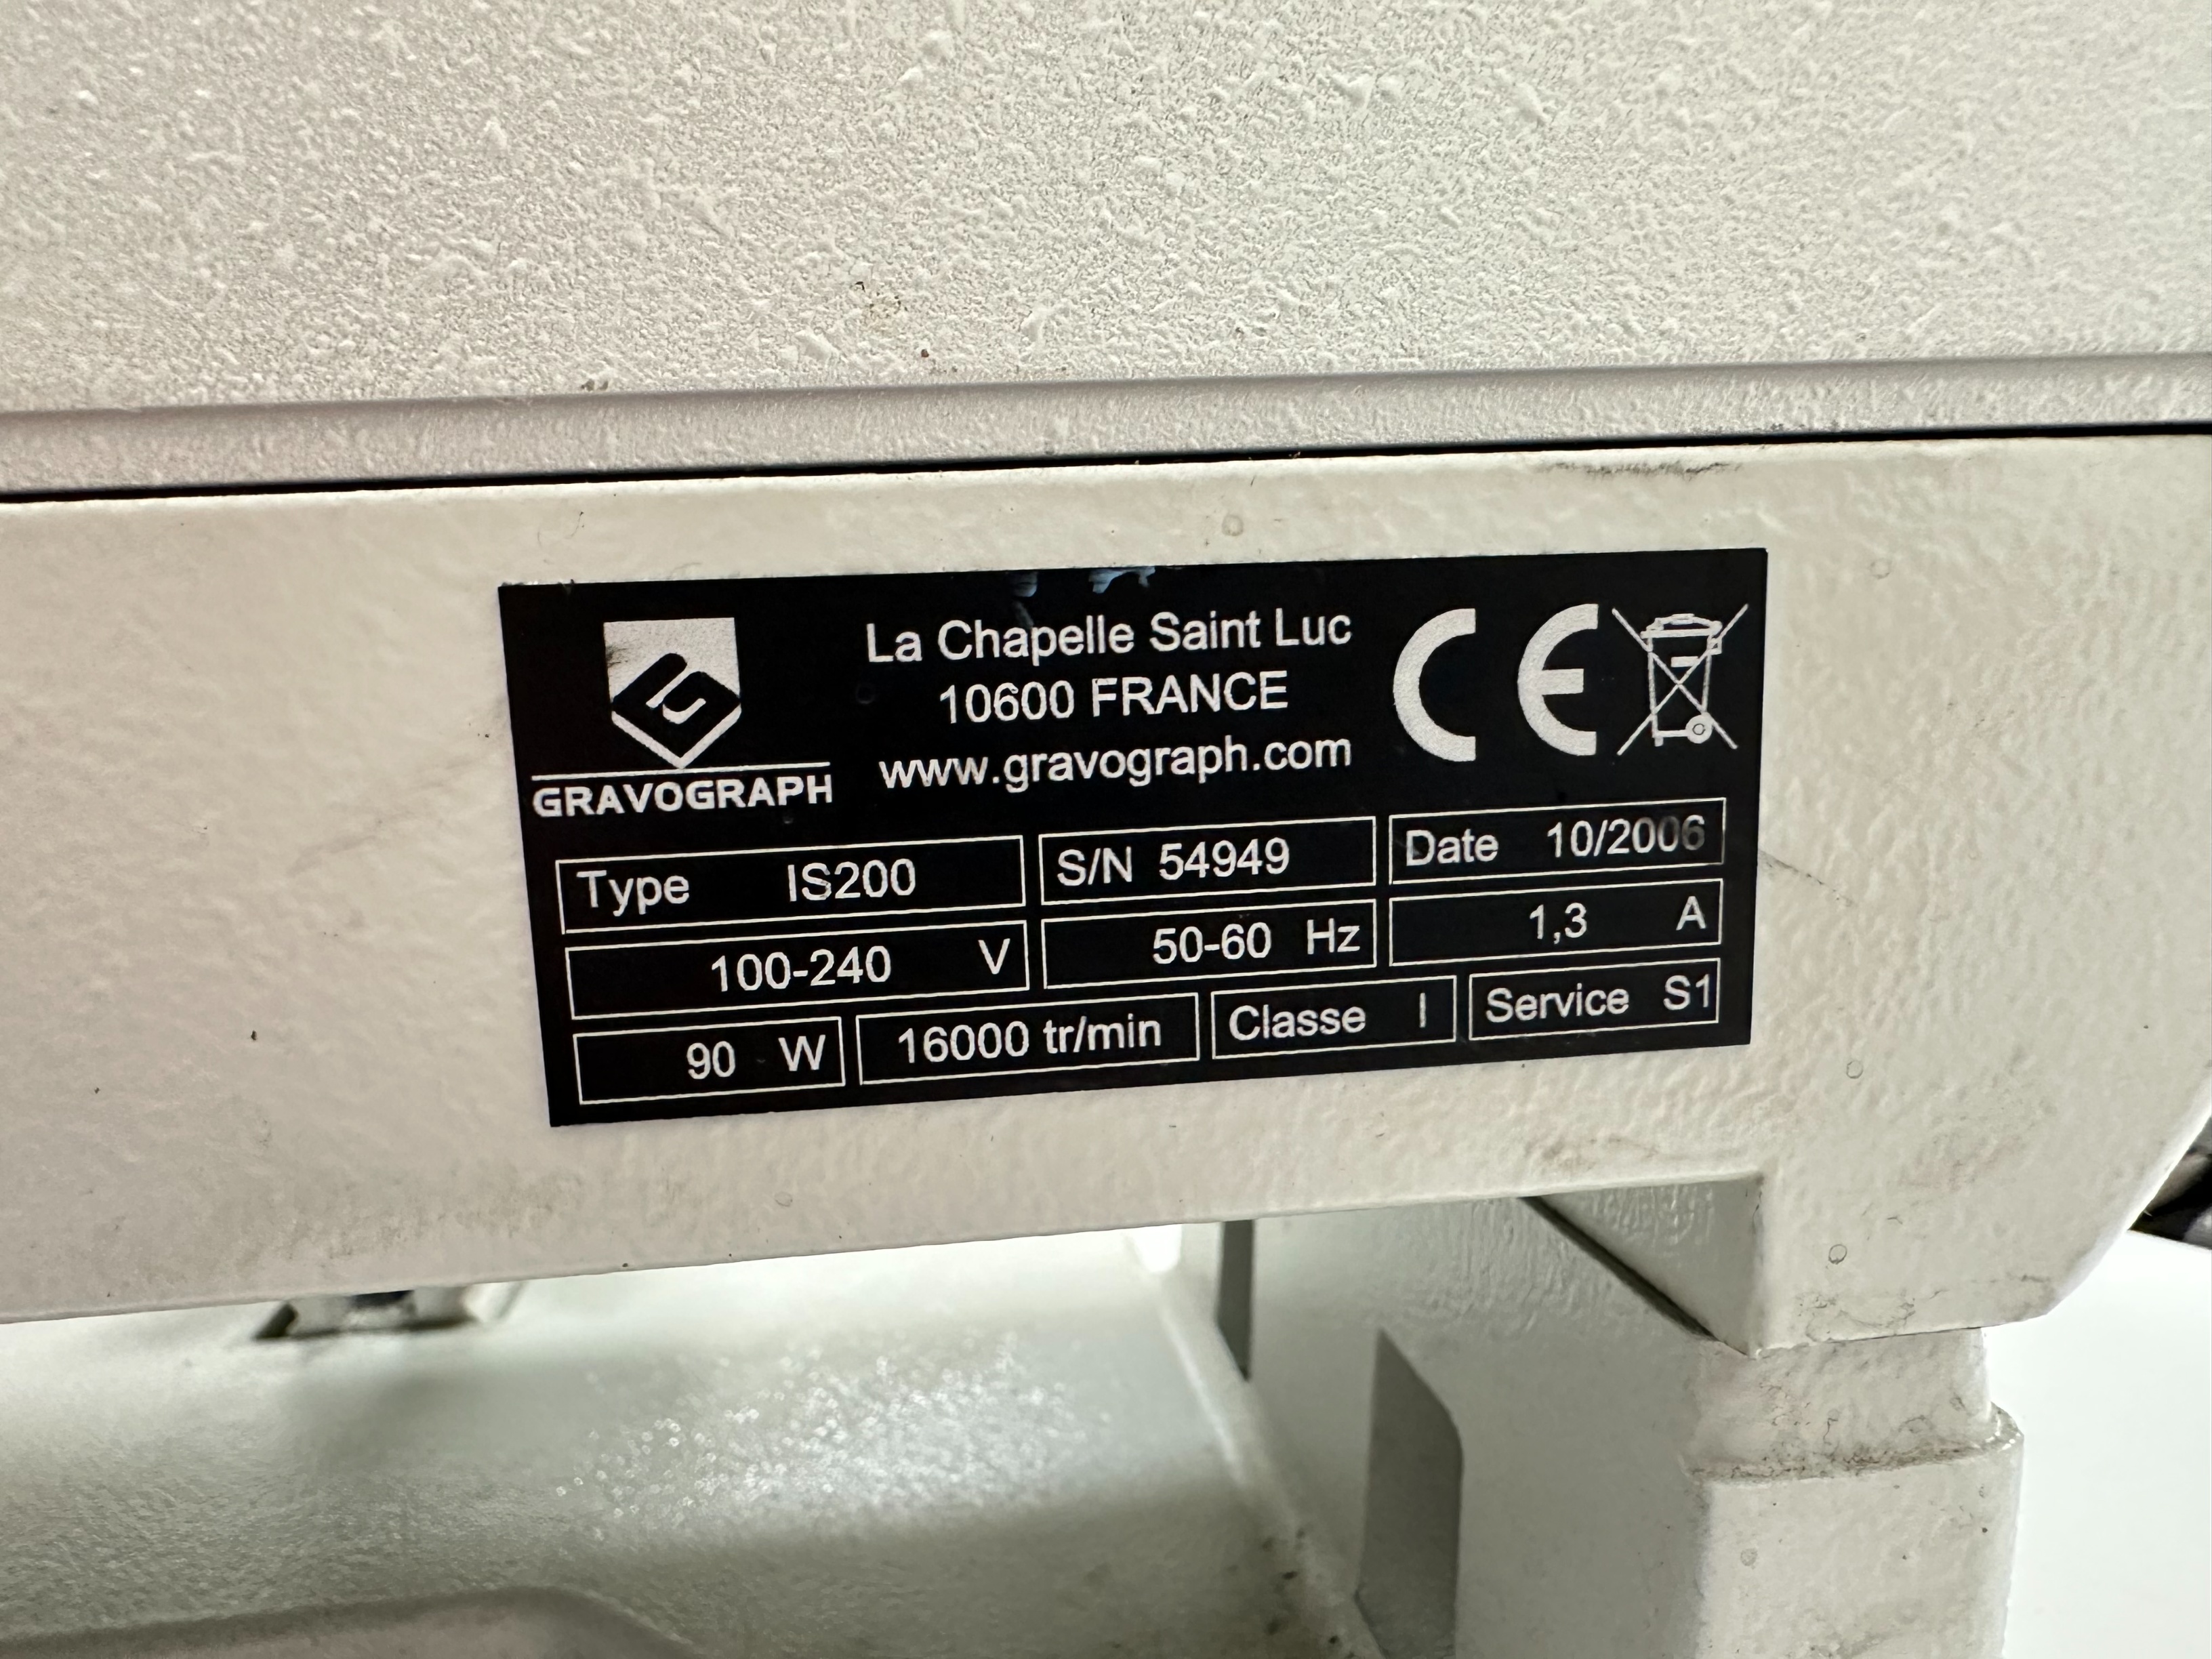 La Chapelle Saint Luc
10600 FRANCE
www.gravograph.com
GRAVOGRAPH
CE
Type IS200
S/N 54949
Date 10/2006
100-240 V
50-60 Hz
1,3 A
90 W
16000 tr/min
Classe I
Service S1